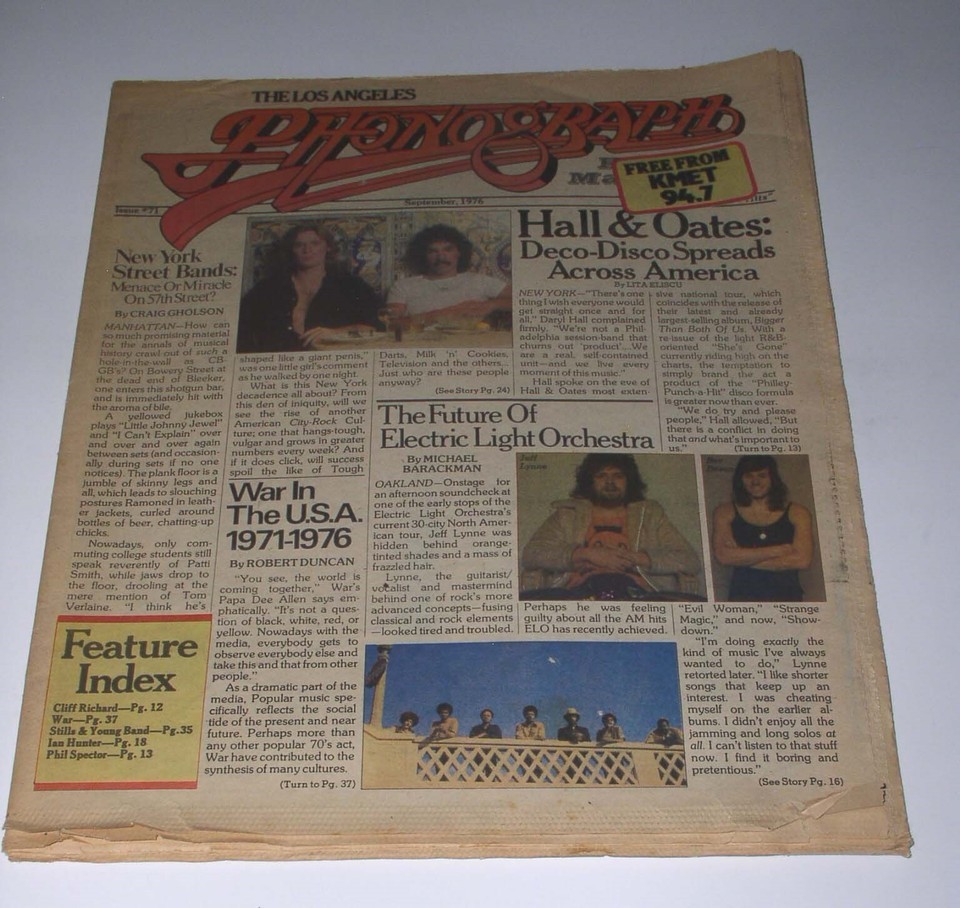 THE LOS ANGELES
PHONOGRAPH
FREE FROM
KMET
94.7
Issue #71
September, 1976
New York
Street Bands:
Menace Or Miracle
On 57th Street?
By CRAIG GHOLSON
MANHATTAN—How can
so much promising material
for the annals of musical
history crawl out of such a
hole-in-the-wall as CB-
GB's? On Bowery Street at
the dead end of Bleeker,
one enters this shotgun bar,
and is immediately hit with
the aroma of bile.
A yellowed jukebox
plays "Little Johnny Jewel"
and "I Can't Explain" over
and over and over again
between sets (and occasion-
ally during sets if no one
notices). The plank floor is a
jumble of skinny legs and
all, which leads to slouching
postures Ramoned in leath-
er jackets, curled around
bottles of beer, chatting-up
chicks.
Nowadays, only com-
muting college students still
speak reverently of Patti
Smith, while jaws drop to
the floor, drooling at the
mere mention of Tom
Verlaine. "I think he's
shaped like a giant penis,"
was one little girl's comment
as he walked by one night.
What is this New York
decadence all about? From
this den of iniquity, will we
see the rise of another
American City-Rock Cul-
ture; one that hangs-tough,
vulgar and grows in greater
numbers every week? And
if it does click, will success
spoil the like of Tough
Darts, Milk 'n' Cookies,
Television and the others...
Just who are these people
anyway?
(See Story Pg. 24)
Hall & Oates:
Deco-Disco Spreads
Across America
By LITA ELISCU
NEW YORK—"There's one
thing I wish everyone would
get straight once and for
all," Daryl Hall complained
firmly. "We're not a Phil-
adelphia session-band that
churns out 'product'...We
are a real, self-contained
unit—and we live every
moment of this music."
Hall spoke on the eve of
Hall & Oates most exten-
sive national tour, which
coincides with the release of
their latest and already
largest-selling album, Bigger
Than Both Of Us. With a
re-issue of the light R&B-
oriented "She's Gone"
currently riding high on the
charts, the temptation to
simply brand the act a
product of the "Philley-
Punch-a-Hit" disco formula
is greater now than ever.
"We do try and please
people," Hall allowed, "But
there is a conflict in doing
that and what's important to
us."
(Turn to Pg. 13)
The Future Of
Electric Light Orchestra
By MICHAEL
BARACKMAN
OAKLAND—Onstage for
an afternoon soundcheck at
one of the early stops of the
Electric Light Orchestra's
current 30-city North Amer-
ican tour, Jeff Lynne was
hidden behind orange-
tinted shades and a mass of
frazzled hair.
Lynne, the guitarist/
vocalist and mastermind
behind one of rock's more
advanced concepts—fusing
classical and rock elements
—looked tired and troubled.
Jeff
Lynne
Perhaps he was feeling
guilty about all the AM hits
ELO has recently achieved.
"Evil Woman," "Strange
Magic," and now, "Show-
down."
"I'm doing exactly the
kind of music I've always
wanted to do," Lynne
retorted later. "I like shorter
songs that keep up an
interest. I was cheating
myself on the earlier al-
bums. I didn't enjoy all the
jamming and long solos at
all. I can't listen to that stuff
now. I find it boring and
pretentious."
(See Story Pg. 16)
War In
The U.S.A.
1971-1976
By ROBERT DUNCAN
"You see, the world is
coming together," War's
Papa Dee Allen says em-
phatically. "It's not a ques-
tion of black, white, red, or
yellow. Nowadays with the
media, everybody gets to
observe everybody else and
take this and that from other
people."
As a dramatic part of the
media, Popular music spe-
cifically reflects the social
tide of the present and near
future. Perhaps more than
any other popular 70's act,
War have contributed to the
synthesis of many cultures.
(Turn to Pg. 37)
Feature
Index
Cliff Richard—Pg. 12
War—Pg. 37
Stills & Young Band—Pg.35
Ian Hunter—Pg. 18
Phil Spector—Pg. 13